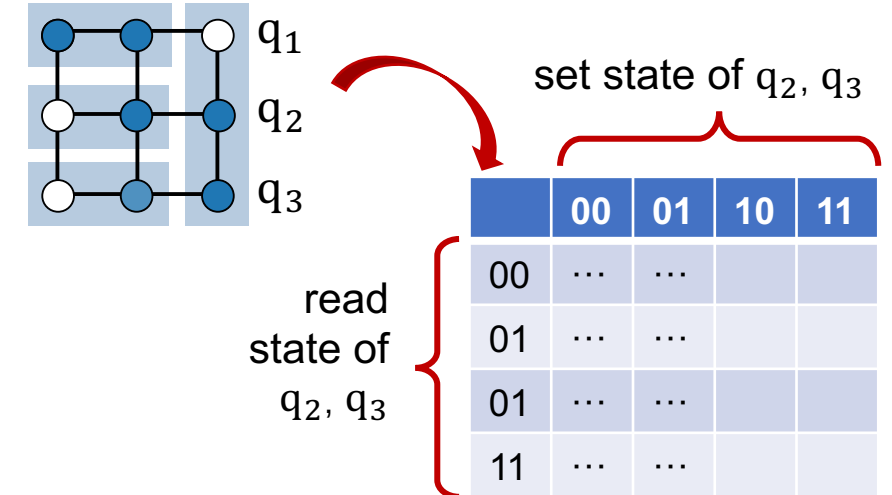 q₁
q₂
q₃
set state of q₂, q₃
00 01 10 11
00 ... ...
01 ... ...
01 ... ...
11 ... ...
read
state of
q₂, q₃